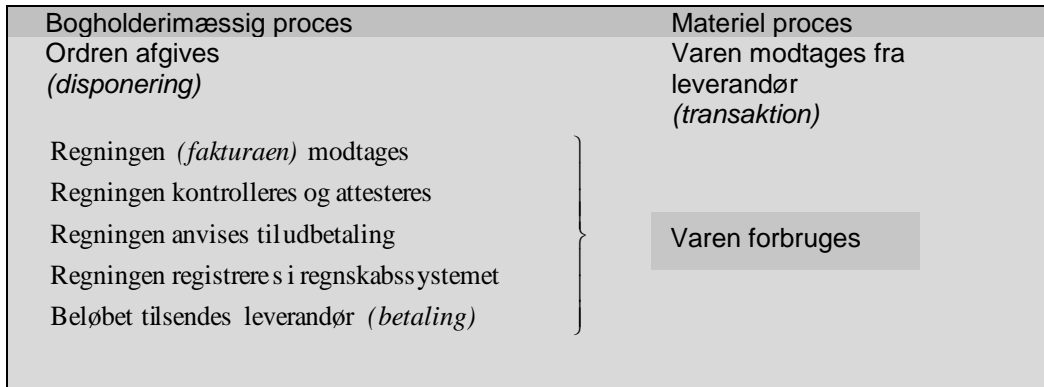 Bogholderimæssig proces
Materiel proces
Ordren afgives
(disponering)
Varen modtages fra
leverandør
(transaktion)
Regningen (fakturaen) modtages
Regningen kontrolleres og attesteres
Regningen anvises til udbetaling
Regningen registreres i regnskabssystemet
Beløbet tilsendes leverandør (betaling)
Varen forbruges